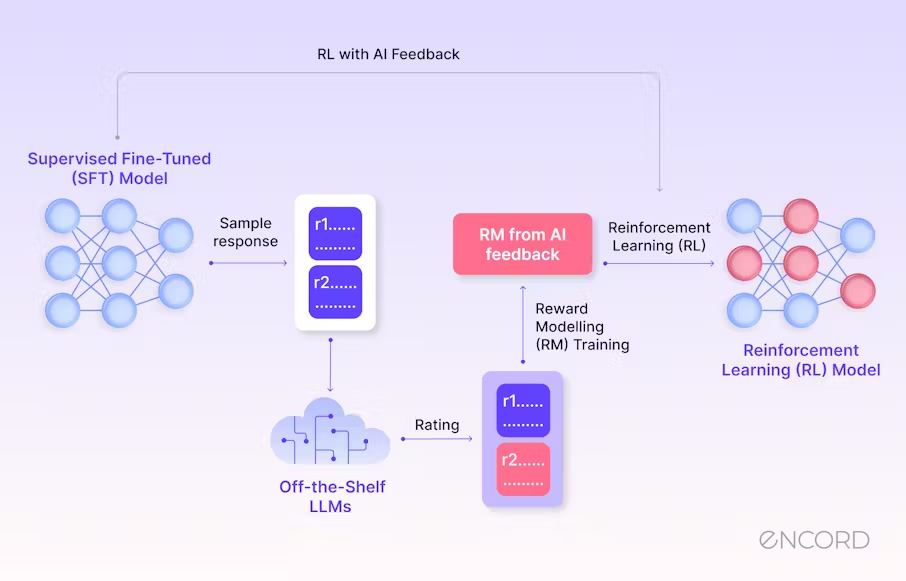 RL with AI Feedback
Supervised Fine-Tuned
(SFT) Model
Sample
response
r1......
.........
r2......
.........
RM from AI
feedback
Reinforcement
Learning (RL)
Reward
Modelling
(RM) Training
Reinforcement
Learning (RL) Model
r1......
.........
r2......
.........
Rating
Off-the-Shelf
LLMs
ENCORD